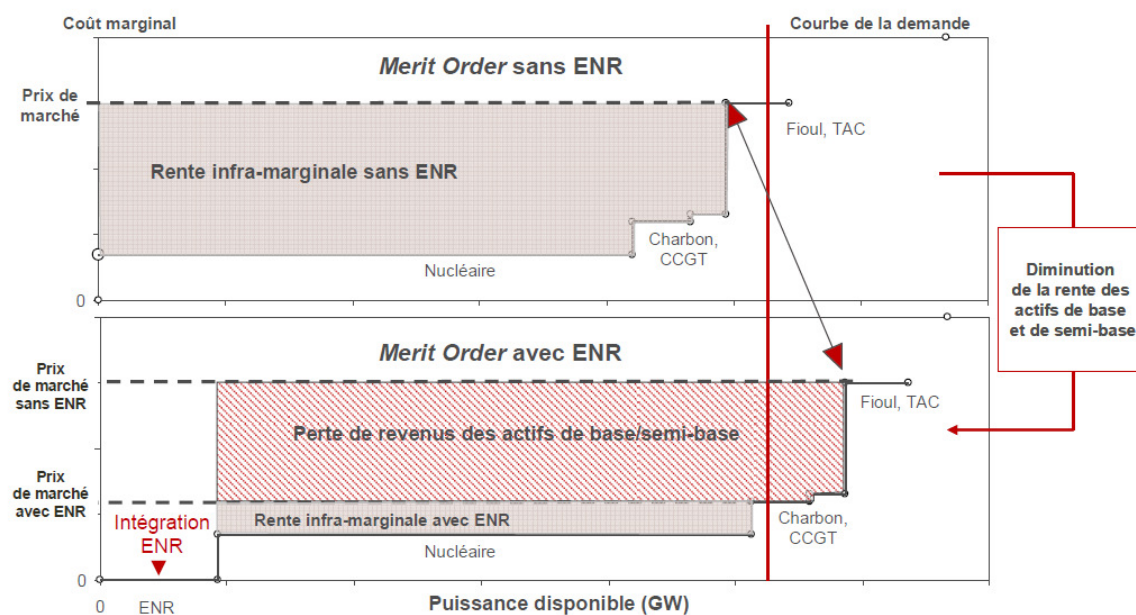 Coût marginal
Courbe de la demande
Merit Order sans ENR
Prix de
marché
Fioul, TAC
Rente infra-marginale sans ENR
Charbon,
CCGT
Nucléaire
0
Diminution
de la rente des
actifs de base
et de semi-base
Merit Order avec ENR
Prix
de marché
sans ENR
Fioul, TAC
Perte de revenus des actifs de base/semi-base
Prix
de marché
avec ENR
Intégration
ENR
Rente infra-marginale avec ENR
Charbon,
CCGT
Nucléaire
0
0
ENR
Puissance disponible (GW)